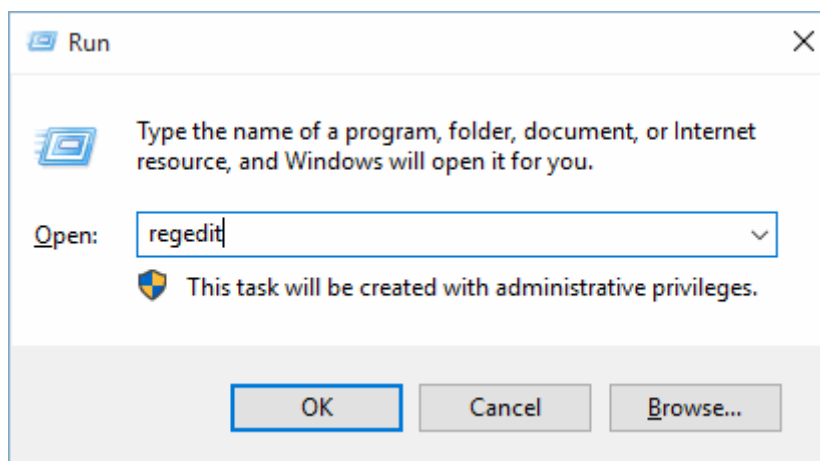 Run
Type the name of a program, folder, document, or Internet
resource, and Windows will open it for you.
Open: regedit
This task will be created with administrative privileges.
OK Cancel Browse...